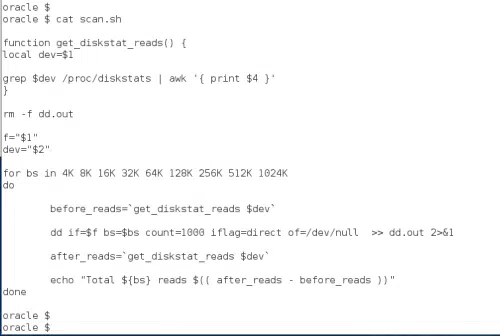 oracle $
oracle $ cat scan.sh
function get_diskstat_reads() {
local dev=$1
grep $dev /proc/diskstats | awk '{ print $4 }'
}
rm -f dd.out
f="$1"
dev="$2"
for bs in 4K 8K 16K 32K 64K 128K 256K 512K 1024K
do
before_reads=`get_diskstat_reads $dev`
dd if=$f bs=$bs count=1000 iflag=direct of=/dev/null  >> dd.out 2>&1
after_reads=`get_diskstat_reads $dev`
echo "Total ${bs} reads $(( after_reads - before_reads ))"
done
oracle $
oracle $